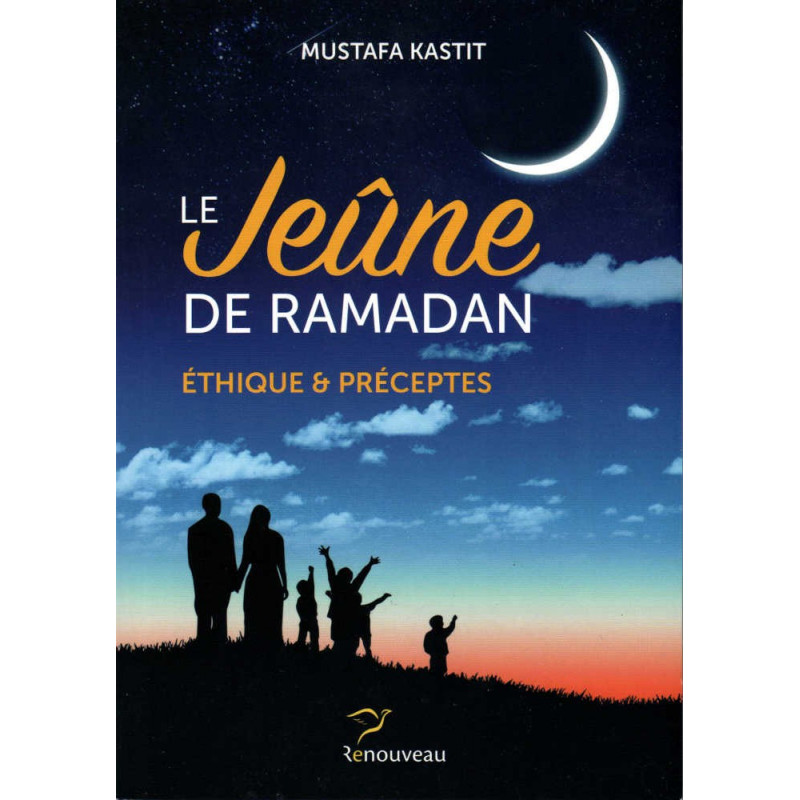 MUSTAFA KASTIT
LE Jeûne
DE RAMADAN
ÉTHIQUE & PRÉCEPTES
Renouveau